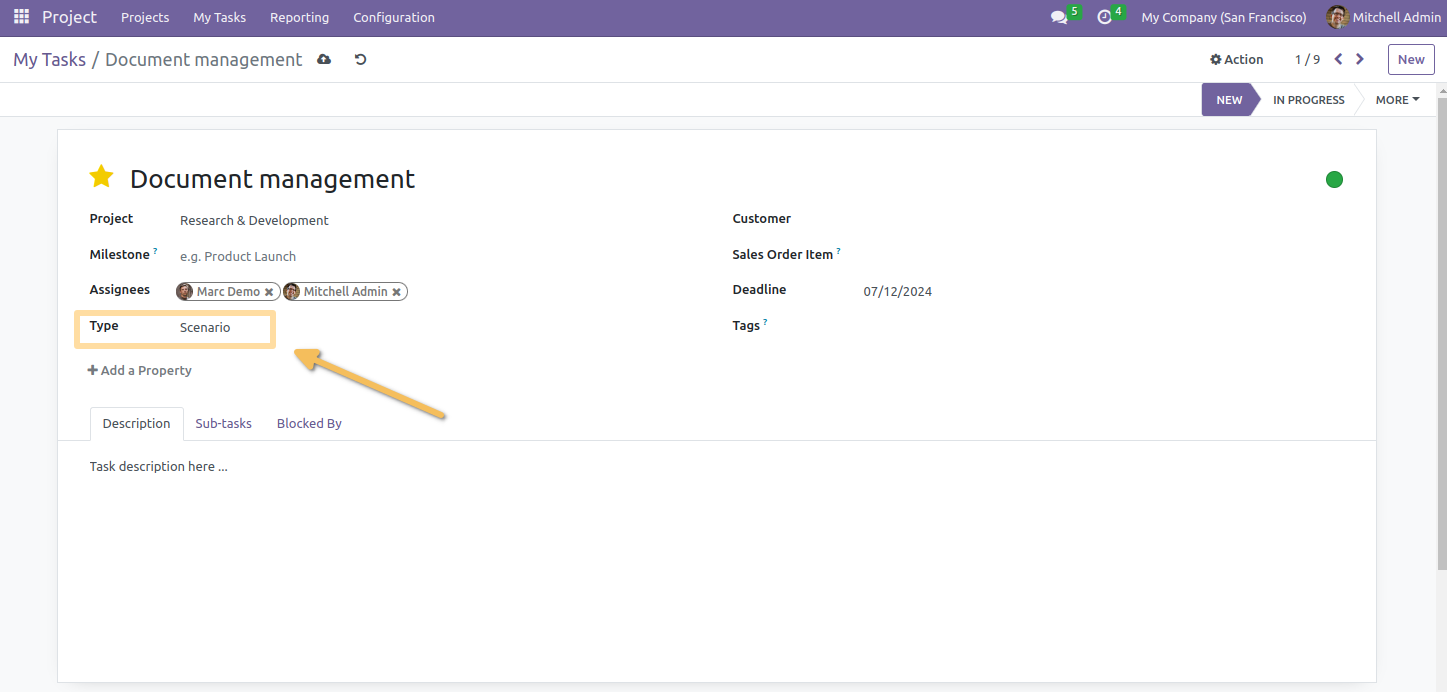 Project Projects My Tasks Reporting Configuration 5 4 My Company (San Francisco) Mitchell Admin
My Tasks / Document management Action 1 / 9 New
NEW IN PROGRESS MORE
Document management
Project Research & Development
Milestone ? e.g. Product Launch
Assignees Marc Demo Mitchell Admin
Type Scenario
Customer
Sales Order Item ?
Deadline 07/12/2024
Tags ?
Add a Property
Description Sub-tasks Blocked By
Task description here ...